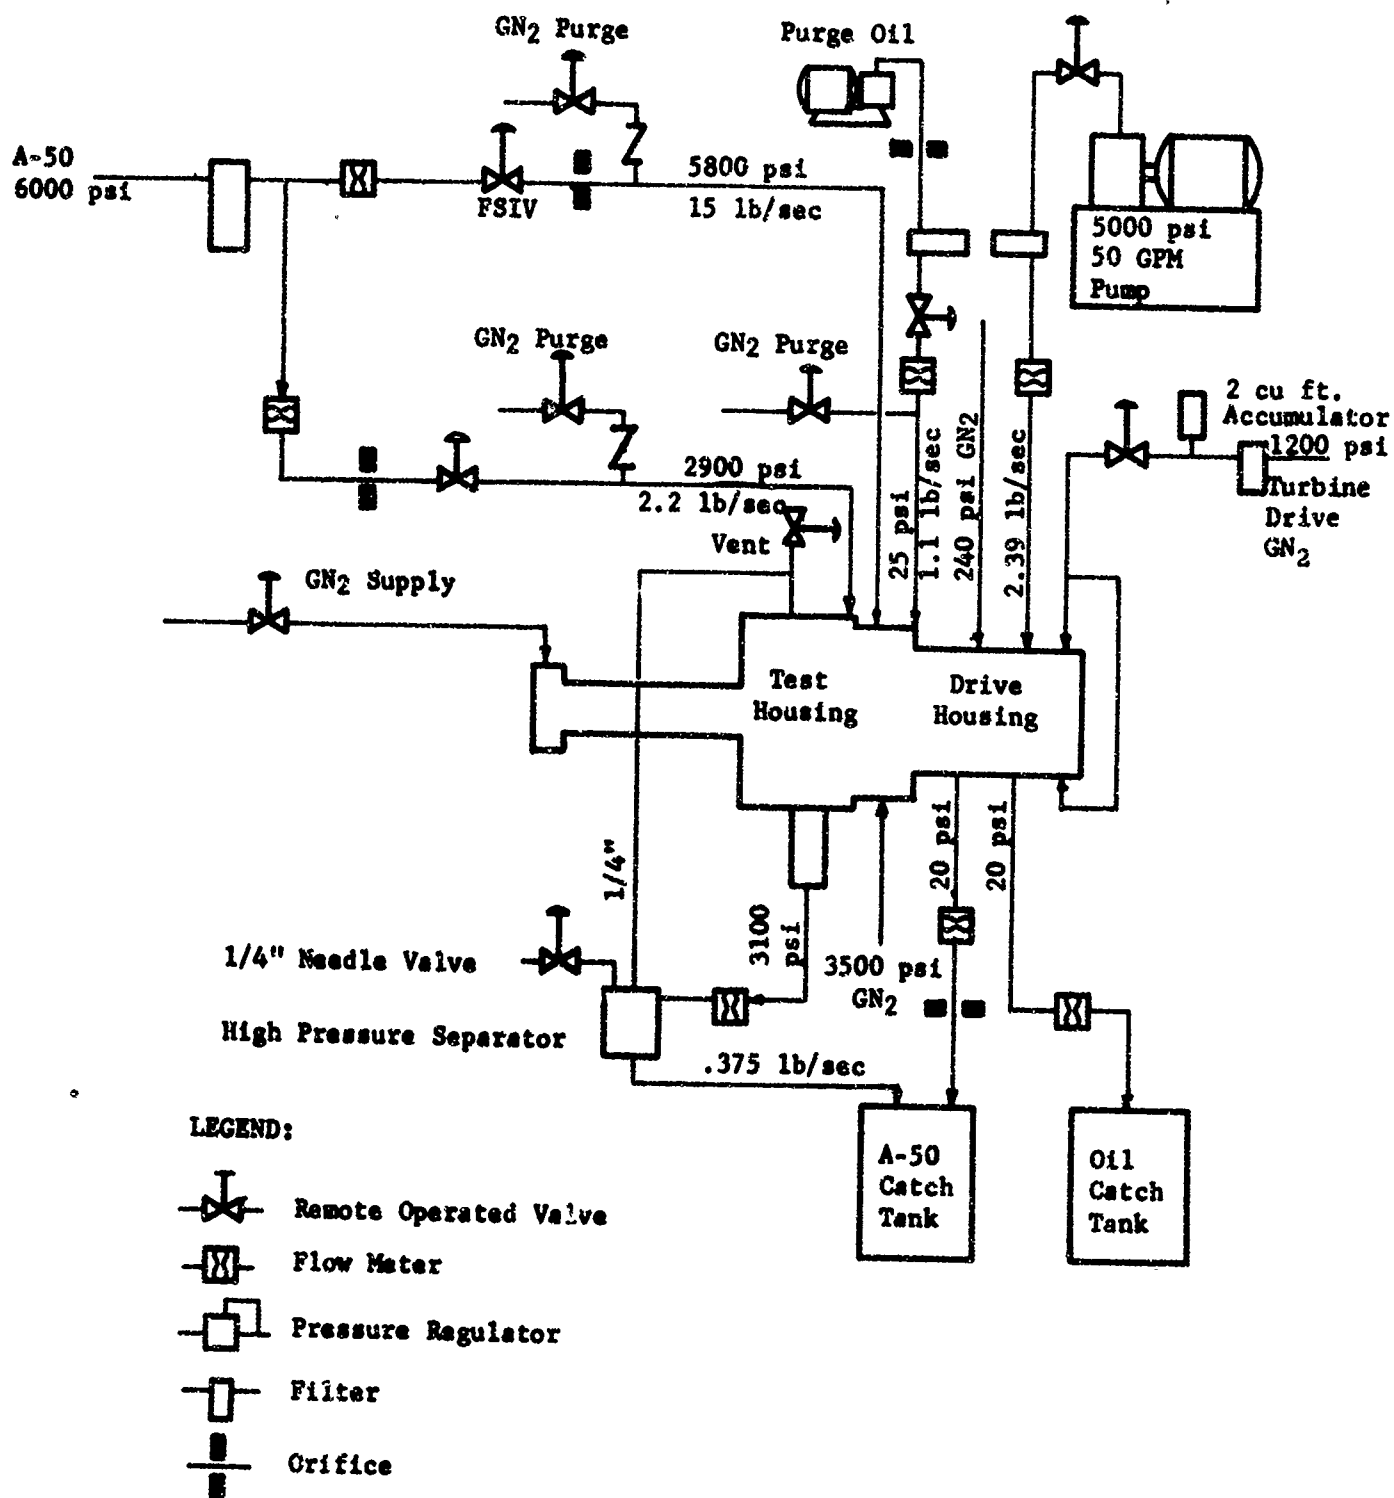 GN2 Purge
Purge Oil
A-50
6000 psi
FSIV
5800 psi
15 lb/sec
5000 psi
50 GPM
Pump
GN2 Purge
GN2 Purge
2 cu ft.
Accumulator
1200 psi
Turbine
Drive
GN2
2900 psi
2.2 lb/sec
Vent
25 psi
1.1 lb/sec
240 psi GN2
2.39 lb/sec
GN2 Supply
Test
Housing
Drive
Housing
1/4"
3100
psi
3500 psi
GN2
20 psi
20 psi
1/4" Needle Valve
High Pressure Separator
.375 lb/sec
A-50
Catch
Tank
Oil
Catch
Tank
LEGEND:
Remote Operated Valve
Flow Meter
Pressure Regulator
Filter
Orifice